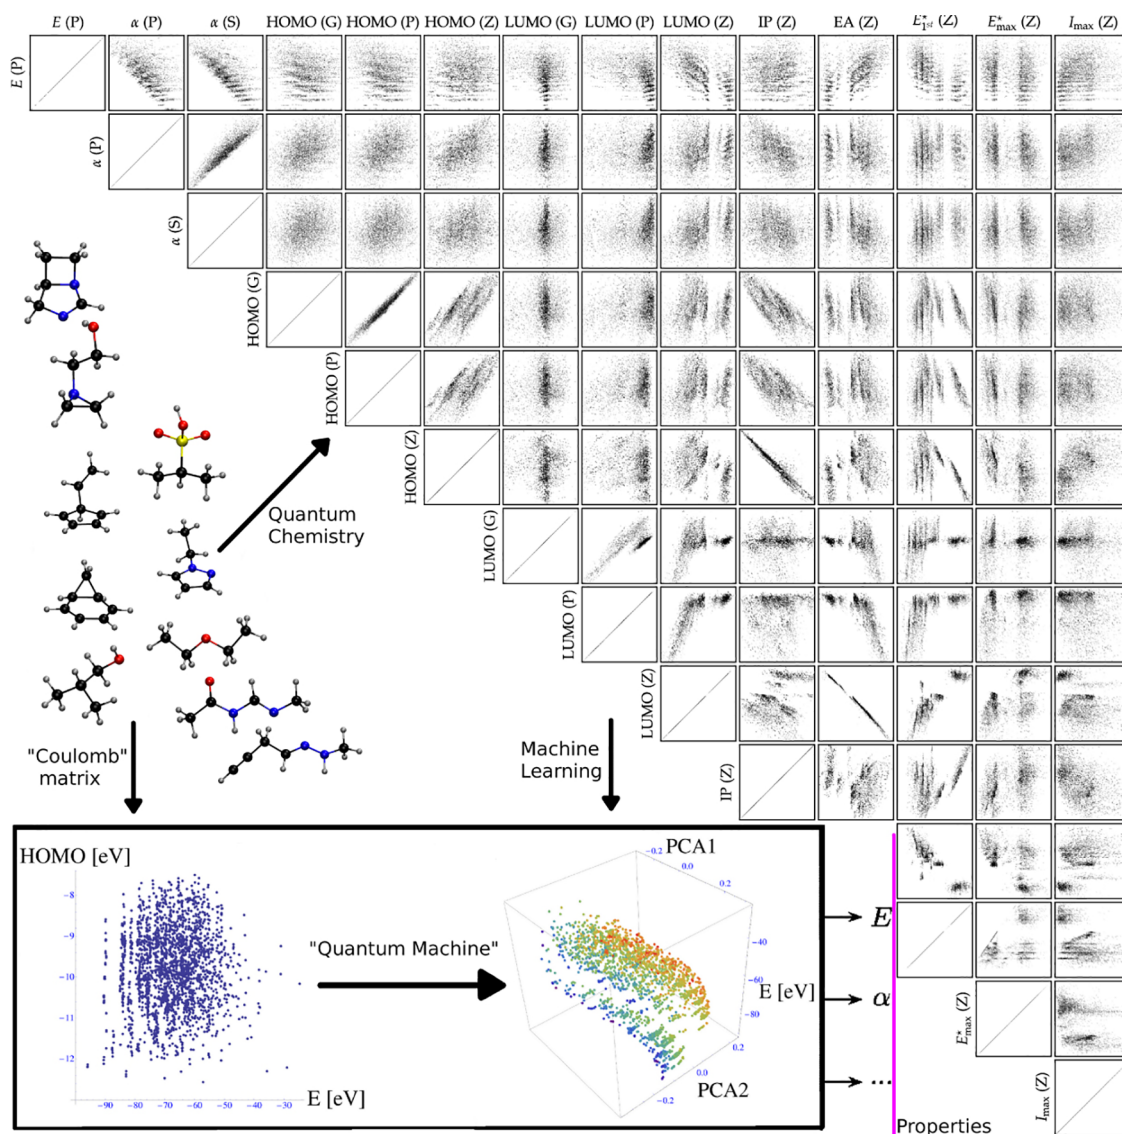 E (P) α (P) α (S) HOMO (G) HOMO (P) HOMO (Z) LUMO (G) LUMO (P) LUMO (Z) IP (Z) EA (Z) E*1st (Z) E*max (Z) Imax (Z)
E (P)
α (P)
α (S)
HOMO (G)
HOMO (P)
HOMO (Z)
LUMO (G)
LUMO (P)
LUMO (Z)
IP (Z)
E*max (Z)
Imax (Z)
Quantum
Chemistry
"Coulomb"
matrix
Machine
Learning
HOMO [eV]
−8
−9
−10
−11
−12
−90 −80 −70 −60 −50 −40 −30
E [eV]
"Quantum Machine"
PCA1
−0.2
0.0
0.2
−40
−60
−80
E [eV]
0.2
0.0
−0.2
PCA2
E
α
...
Properties